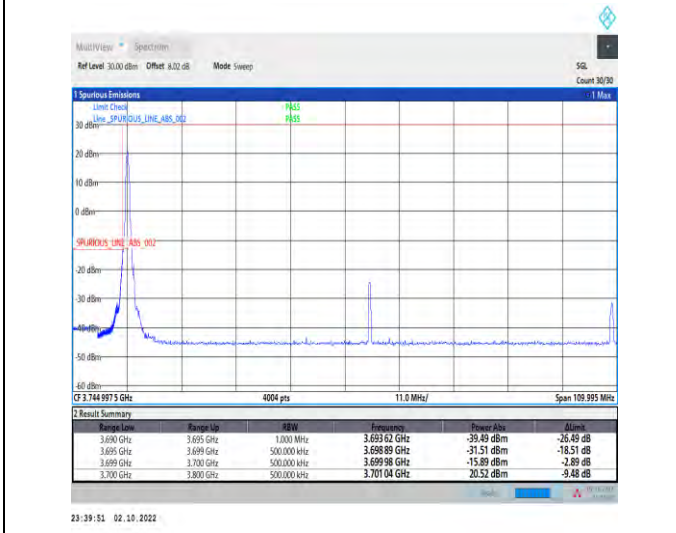 MultiView Spectrum
Ref Level 30.00 dBm Offset 8.02 dB Mode Sweep SGL
Count 30/30
1 Spurious Emissions 1 Max
Limit Check PASS
Line _SPURIOUS_LINE_ABS_002 PASS
30 dBm
20 dBm
10 dBm
0 dBm
_SPURIOUS_LINE_ABS_002
-20 dBm
-30 dBm
-40 dBm
-50 dBm
-60 dBm
CF 3.744 997 5 GHz 4004 pts 11.0 MHz/ Span 109.995 MHz
2 Result Summary
Range Low Range Up RBW Frequency Power Abs ΔLimit
3.690 GHz 3.695 GHz 1.000 MHz 3.693 62 GHz -39.49 dBm -26.49 dB
3.695 GHz 3.699 GHz 500.000 kHz 3.698 89 GHz -31.51 dBm -18.51 dB
3.699 GHz 3.700 GHz 500.000 kHz 3.699 98 GHz -15.89 dBm -2.89 dB
3.700 GHz 3.800 GHz 500.000 kHz 3.701 04 GHz 20.52 dBm -9.48 dB
23:39:51 02.10.2022